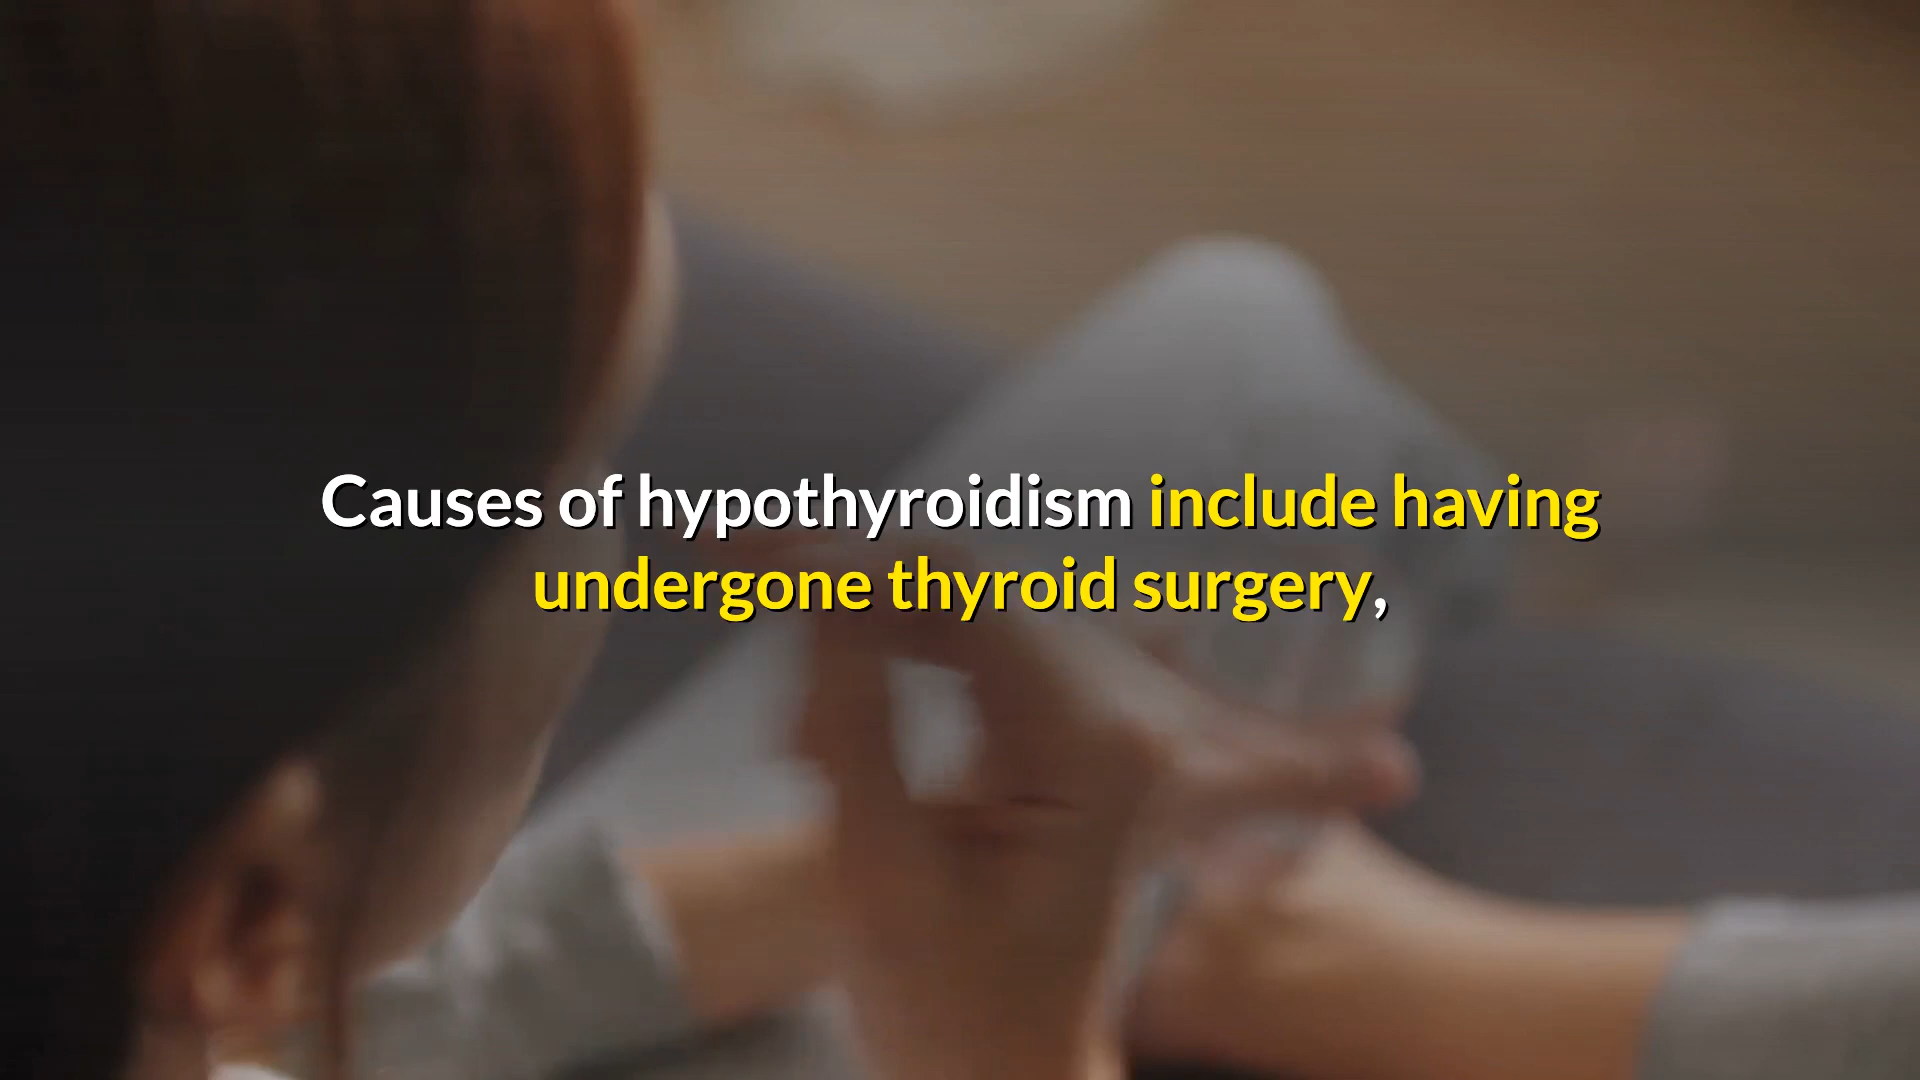 Causes of hypothyroidism include having
undergone thyroid surgery,